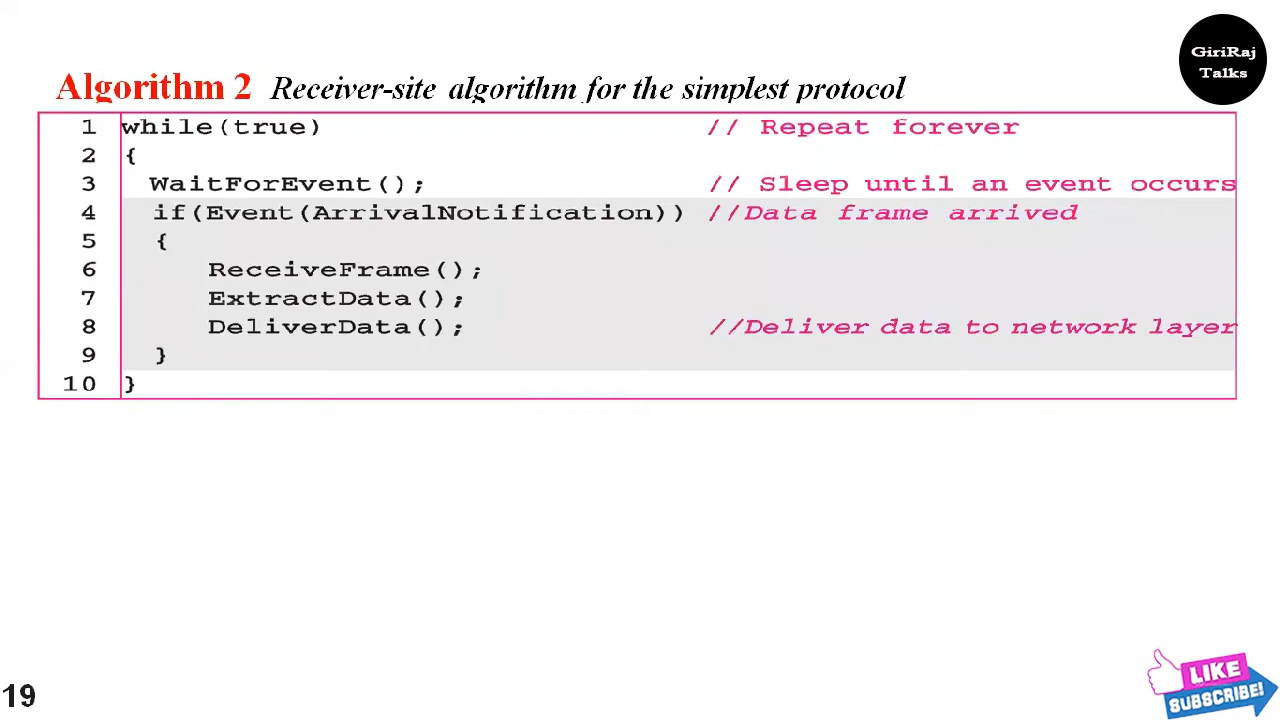 GiriRaj
Talks
Algorithm 2 Receiver-site algorithm for the simplest protocol
1 while(true) // Repeat forever
2 {
3 WaitForEvent(); // Sleep until an event occurs
4 if(Event(ArrivalNotification)) //Data frame arrived
5 {
6 ReceiveFrame();
7 ExtractData();
8 DeliverData(); //Deliver data to network layer
9 }
10 }
LIKE
SUBSCRIBE!
19